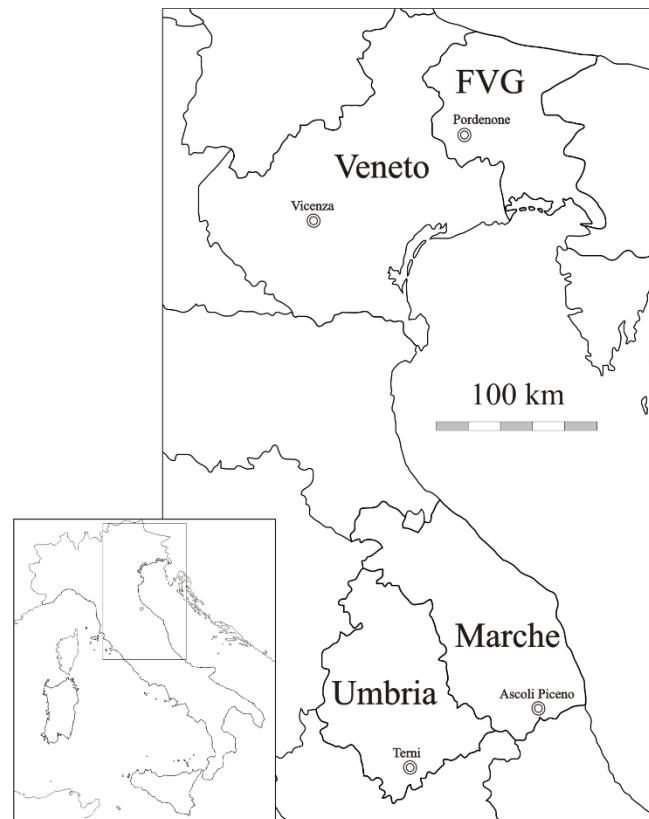 FVG
Pordenone
Veneto
Vicenza
100 km
Marche
Umbria
Ascoli Piceno
Terni